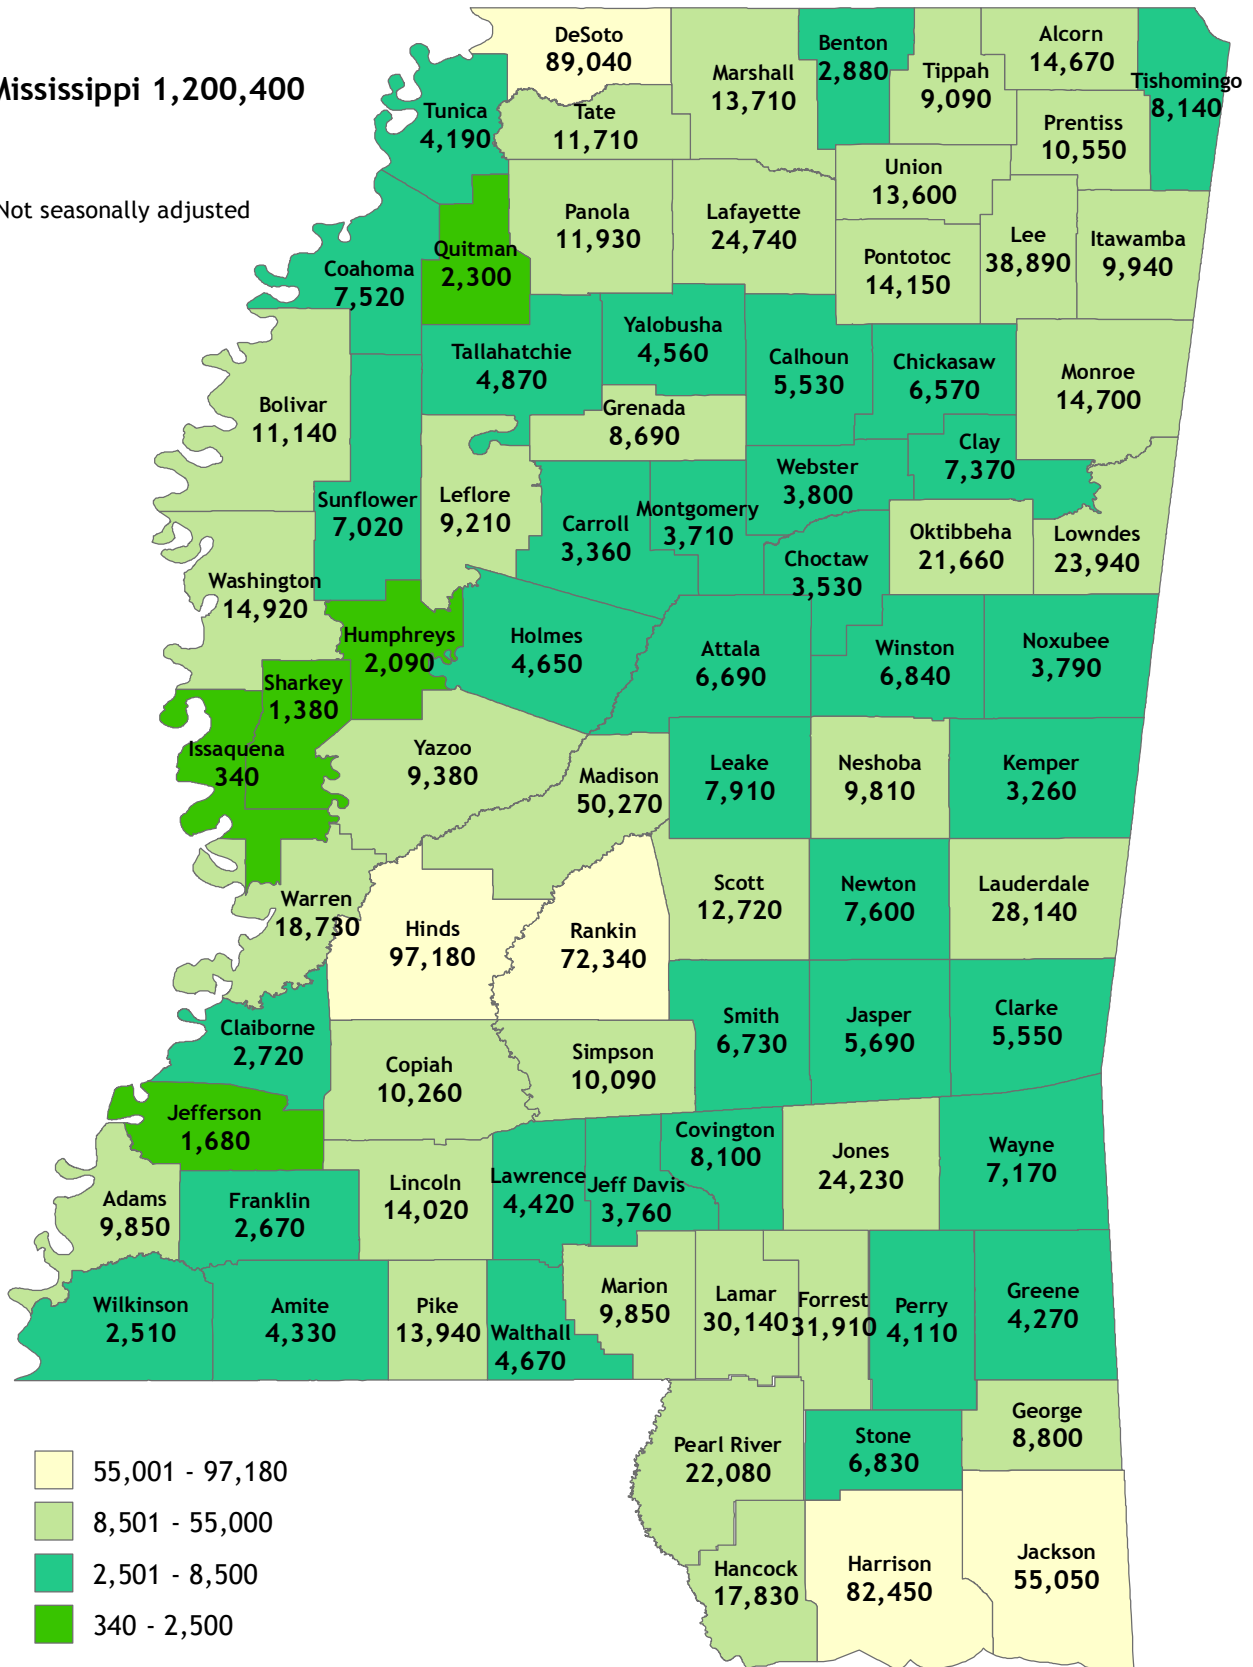 Mississippi 1,200,400
Not seasonally adjusted
DeSoto
89,040
Marshall
13,710
Benton
2,880
Tippah
9,090
Alcorn
14,670
Tishomingo
8,140
Tunica
4,190
Tate
11,710
Prentiss
10,550
Union
13,600
Panola
11,930
Lafayette
24,740
Quitman
2,300
Coahoma
7,520
Pontotoc
14,150
Lee
38,890
Itawamba
9,940
Tallahatchie
4,870
Yalobusha
4,560
Calhoun
5,530
Chickasaw
6,570
Monroe
14,700
Bolivar
11,140
Grenada
8,690
Clay
7,370
Sunflower
7,020
Leflore
9,210
Carroll
3,360
Montgomery
3,710
Webster
3,800
Choctaw
3,530
Oktibbeha
21,660
Lowndes
23,940
Washington
14,920
Humphreys
2,090
Holmes
4,650
Attala
6,690
Winston
6,840
Noxubee
3,790
Sharkey
1,380
Issaquena
340
Yazoo
9,380
Madison
50,270
Leake
7,910
Neshoba
9,810
Kemper
3,260
Warren
18,730
Hinds
97,180
Rankin
72,340
Scott
12,720
Newton
7,600
Lauderdale
28,140
Claiborne
2,720
Copiah
10,260
Simpson
10,090
Smith
6,730
Jasper
5,690
Clarke
5,550
Jefferson
1,680
Adams
9,850
Franklin
2,670
Lincoln
14,020
Lawrence
4,420
Jeff Davis
3,760
Covington
8,100
Jones
24,230
Wayne
7,170
Wilkinson
2,510
Amite
4,330
Pike
13,940
Walthall
4,670
Marion
9,850
Lamar
30,140
Forrest
31,910
Perry
4,110
Greene
4,270
Pearl River
22,080
Stone
6,830
George
8,800
Hancock
17,830
Harrison
82,450
Jackson
55,050
55,001 - 97,180
8,501 - 55,000
2,501 - 8,500
340 - 2,500